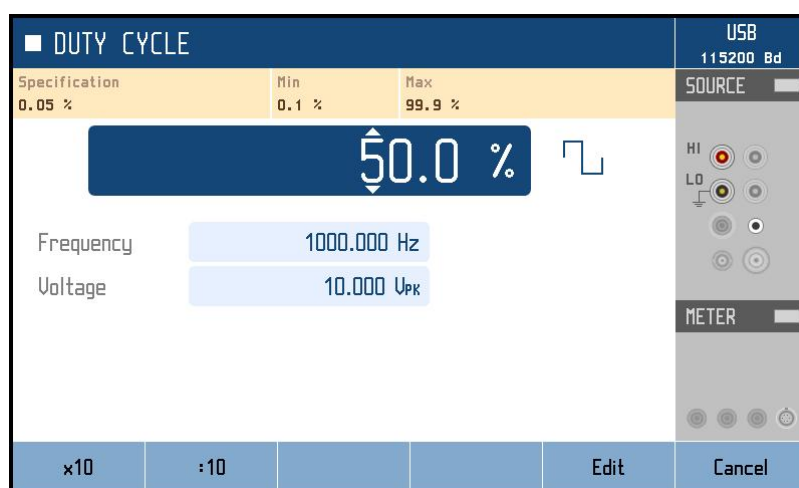 DUTY CYCLE
USB
115200 Bd
Specification Min Max
0.05 % 0.1 % 99.9 %
SOURCE
50.0 %
HI
LO
Frequency 1000.000 Hz
Voltage 10.000 VPK
METER
x10 :10 Edit Cancel